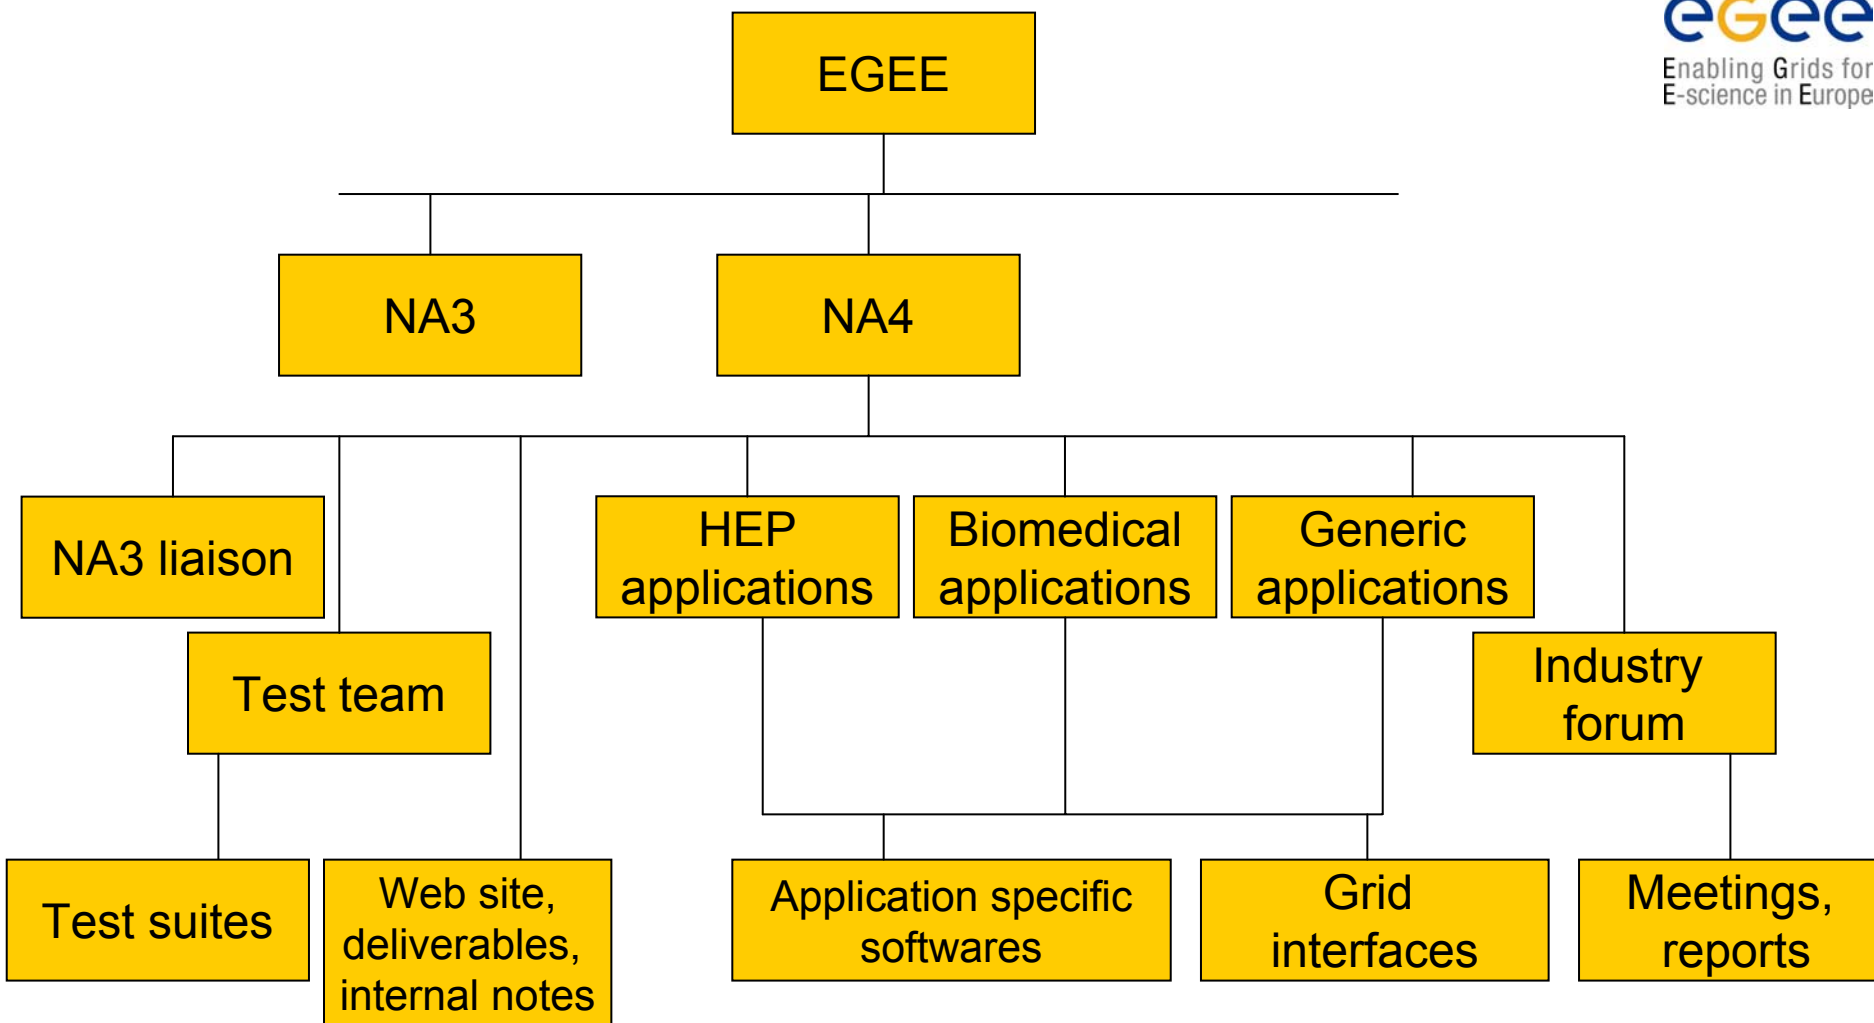 EGEE
egee
Enabling Grids for
E-science in Europe
NA3
NA4
NA3 liaison
HEP
applications
Biomedical
applications
Generic
applications
Test team
Industry
forum
Test suites
Web site,
deliverables,
internal notes
Application specific
softwares
Grid
interfaces
Meetings,
reports